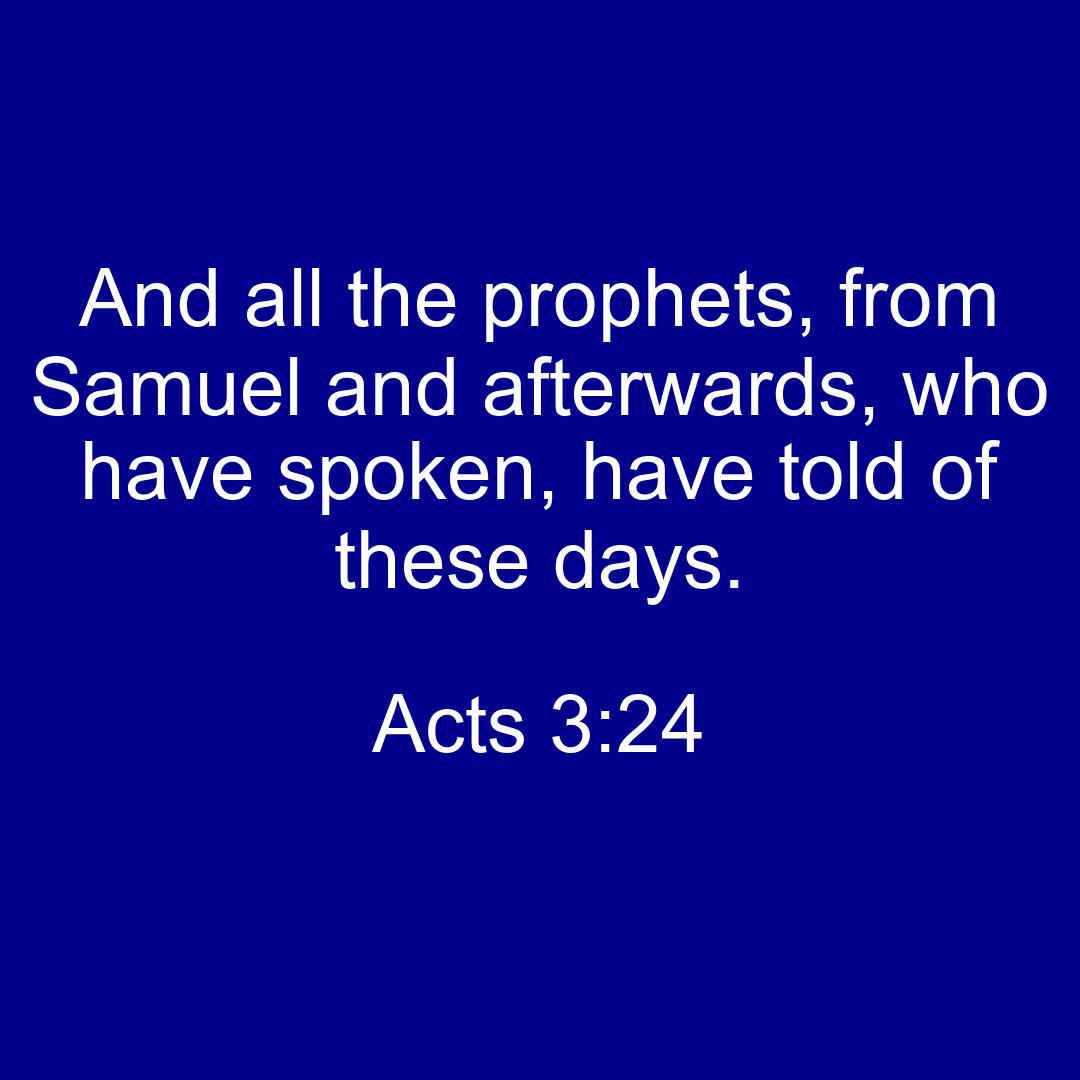 And all the prophets, from
Samuel and afterwards, who
have spoken, have told of
these days.
Acts 3:24